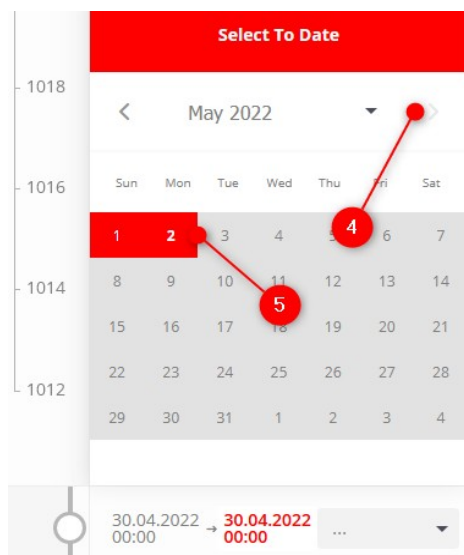 Select To Date
1018
May 2022
1016
Sun Mon Tue Wed Thu Fri Sat
1 2 3 4 5 6 7
4
1014
8 9 10 11 12 13 14
5
15 16 17 18 19 20 21
22 23 24 25 26 27 28
1012
29 30 31 1 2 3 4
30.04.2022 → 30.04.2022 ...
00:00 00:00